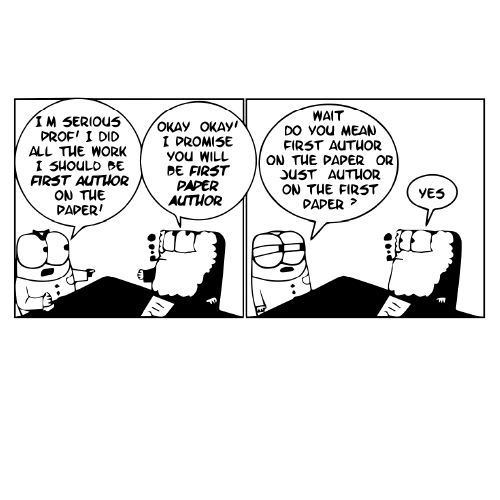 I M SERIOUS
PROF! I DID
ALL THE WORK
I SHOULD BE
FIRST AUTHOR
ON THE
PAPER!
OKAY OKAY!
I PROMISE
YOU WILL
BE FIRST
PAPER
AUTHOR
WAIT
DO YOU MEAN
FIRST AUTHOR
ON THE PAPER OR
JUST AUTHOR
ON THE FIRST
PAPER ?
YES